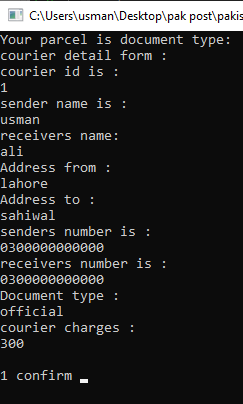 C:\Users\usman\Desktop\pak post\pakis
Your parcel is document type:
courier detail form :
courier id is :
1
sender name is :
usman
receivers name:
ali
Address from :
lahore
Address to :
sahiwal
senders number is :
0300000000000
receivers number is :
0300000000000
Document type :
official
courier charges :
300
1 confirm